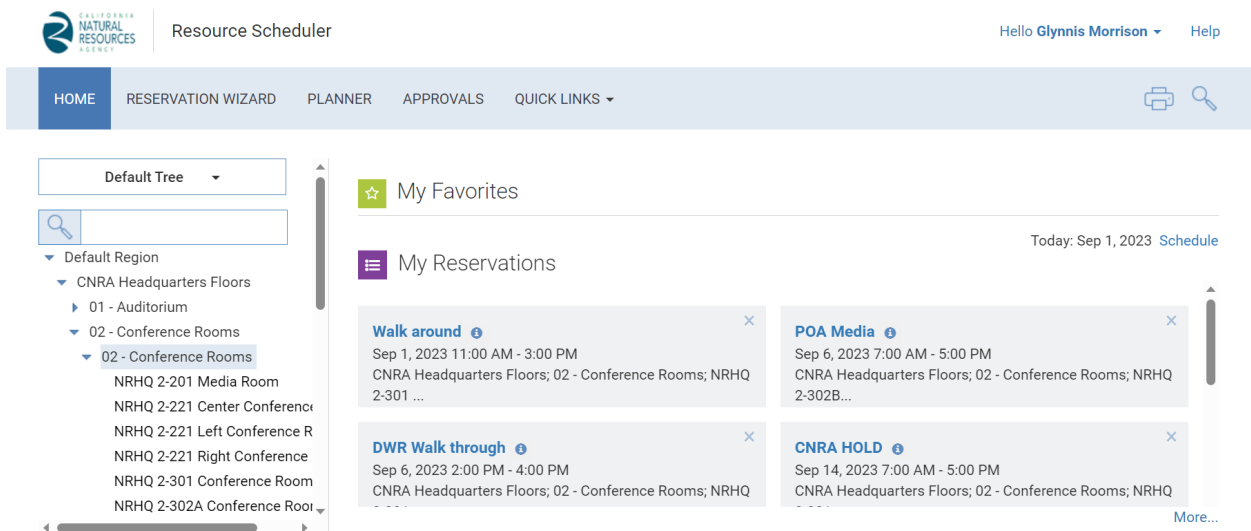 CALIFORNIA
NATURAL
RESOURCES
AGENCY
Resource Scheduler
Hello Glynnis Morrison
Help
HOME
RESERVATION WIZARD
PLANNER
APPROVALS
QUICK LINKS
Default Tree
Default Region
CNRA Headquarters Floors
01 - Auditorium
02 - Conference Rooms
02 - Conference Rooms
NRHQ 2-201 Media Room
NRHQ 2-221 Center Conference
NRHQ 2-221 Left Conference R
NRHQ 2-221 Right Conference
NRHQ 2-301 Conference Room
NRHQ 2-302A Conference Roo
My Favorites
Today: Sep 1, 2023 Schedule
My Reservations
Walk around
Sep 1, 2023 11:00 AM - 3:00 PM
CNRA Headquarters Floors; 02 - Conference Rooms; NRHQ
2-301 ...
POA Media
Sep 6, 2023 7:00 AM - 5:00 PM
CNRA Headquarters Floors; 02 - Conference Rooms; NRHQ
2-302B...
DWR Walk through
Sep 6, 2023 2:00 PM - 4:00 PM
CNRA Headquarters Floors; 02 - Conference Rooms; NRHQ
CNRA HOLD
Sep 14, 2023 7:00 AM - 5:00 PM
CNRA Headquarters Floors; 02 - Conference Rooms; NRHQ
More...